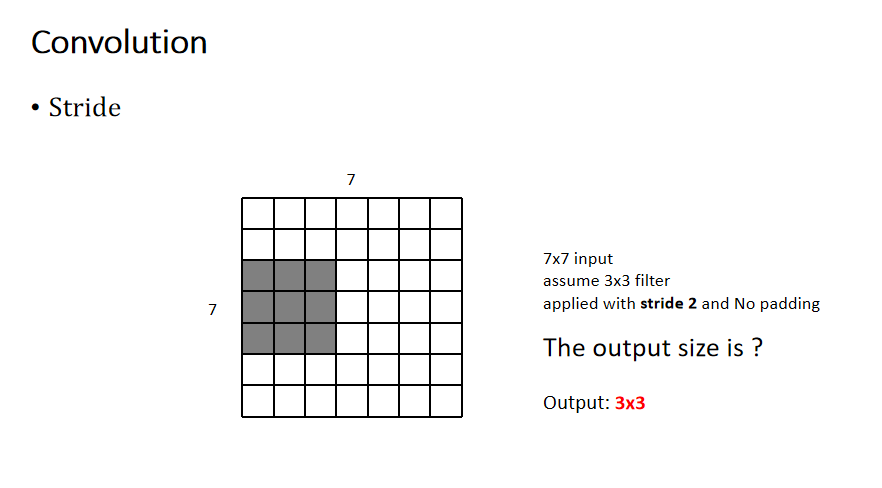 Convolution
• Stride
7
7
7x7 input
assume 3x3 filter
applied with stride 2 and No padding
The output size is ?
Output: 3x3